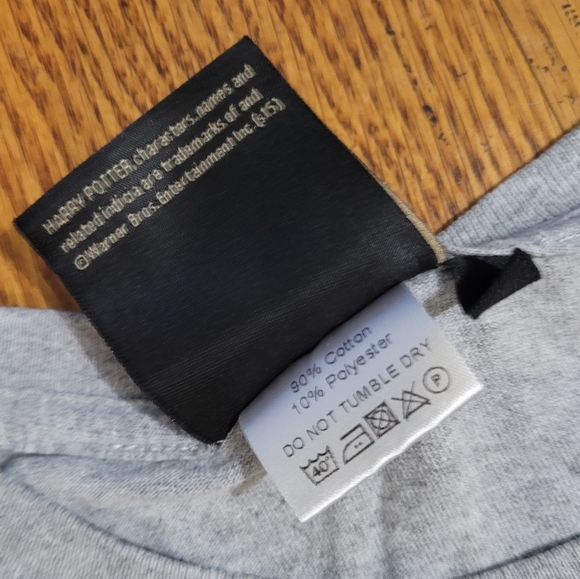 HARRY POTTER characters, names and
related indicia are trademarks of and
©Warner Bros. Entertainment Inc. (s15)
90% Cotton
10% Polyester
DO NOT TUMBLE DRY
40° P